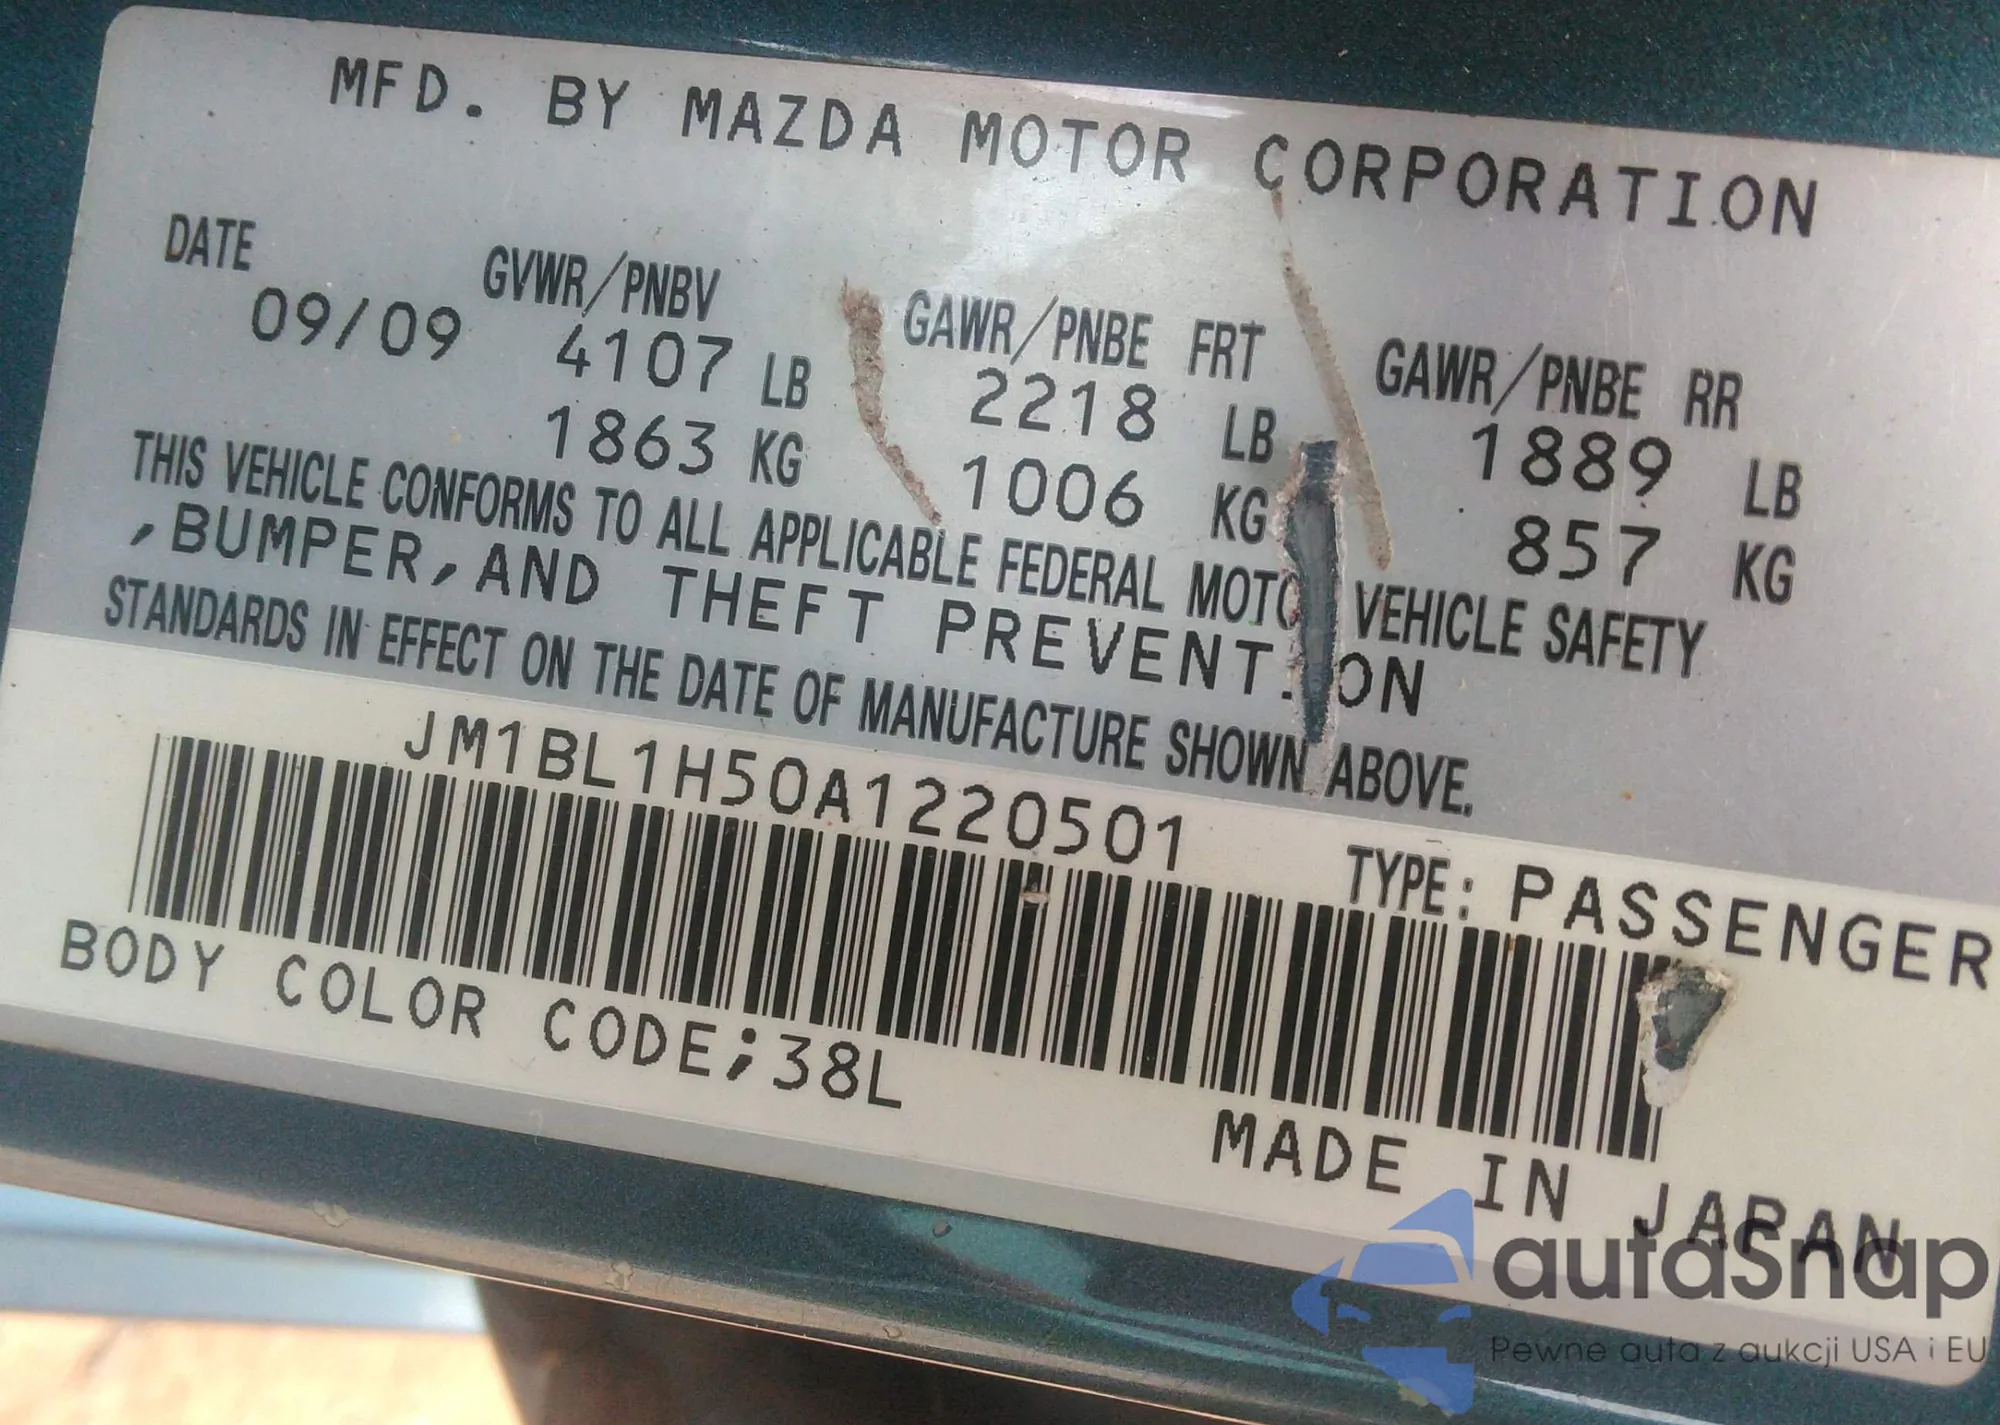 MFD. BY MAZDA MOTOR CORPORATION
DATE GVWR/PNBV GAWR/PNBE FRT GAWR/PNBE RR
09/09 4107 LB 2218 LB 1889 LB
1863 KG 1006 KG 857 KG
THIS VEHICLE CONFORMS TO ALL APPLICABLE FEDERAL MOTO VEHICLE SAFETY
,BUMPER,AND THEFT PREVENTION
STANDARDS IN EFFECT ON THE DATE OF MANUFACTURE SHOWN ABOVE.
JM1BL1H50A1220501
TYPE: PASSENGER
BODY COLOR CODE;38L
MADE IN JAPAN
autaSnap
Pewne auta z aukcji USA i EU